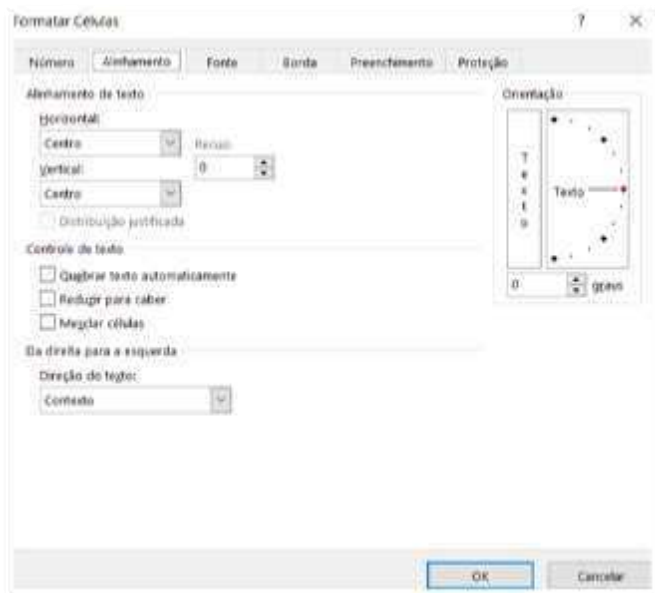 Formatar Células ? ×
Número Alinhamento Fonte Borda Preenchimento Proteção
Alinhamento de texto
Horizontal:
Centro
Recuo:
Vertical:
0
Centro
Distribuição justificada
Controle de texto
Quebrar texto automaticamente
Reduzir para caber
Mesclar células
Da direita para a esquerda
Direção do texto:
Contexto
Orientação
Texto
Texto
0 graus
OK Cancelar